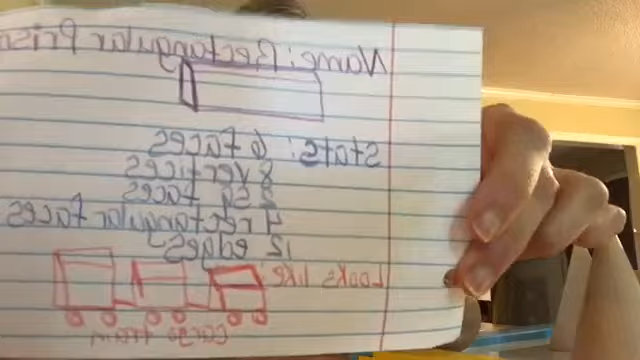 Name: Rectangular Prism
Stats: 6 faces
8 vertices
2 sq faces
4 rectangular faces
12 edges
Looks like:
cargo train